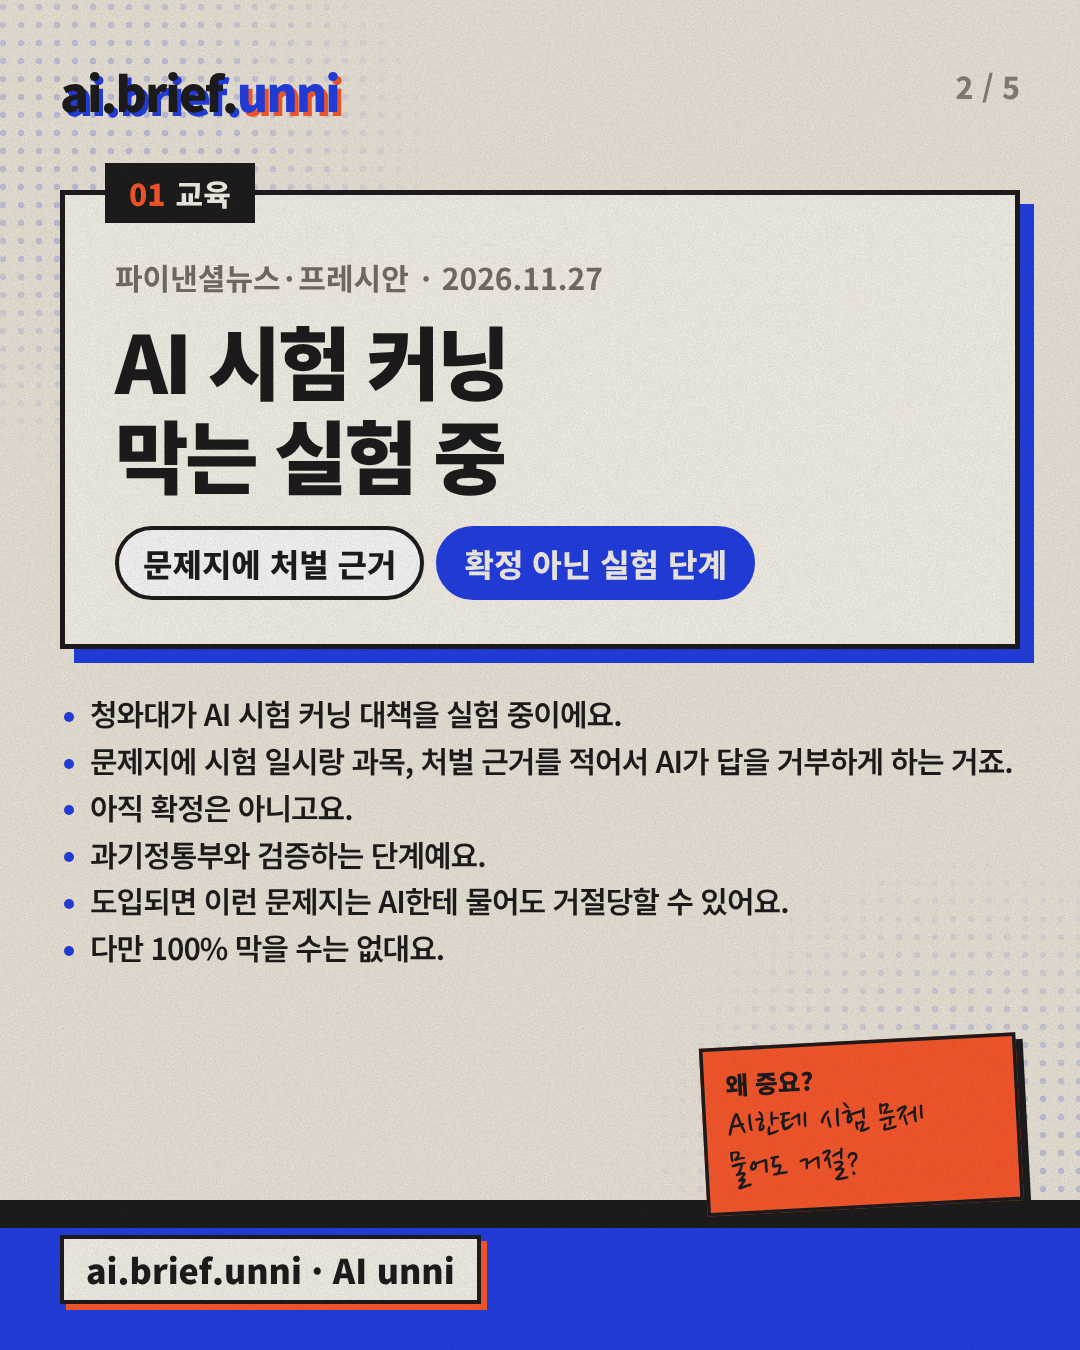 ai.brief.unni
2 / 5
01 교육
파이낸셜뉴스·프레시안 · 2026.11.27
AI 시험 커닝
막는 실험 중
문제지에 처벌 근거
확정 아닌 실험 단계
청와대가 AI 시험 커닝 대책을 실험 중이에요.
문제지에 시험 일시랑 과목, 처벌 근거를 적어서 AI가 답을 거부하게 하는 거죠.
아직 확정은 아니고요.
과기정통부와 검증하는 단계예요.
도입되면 이런 문제지는 AI한테 물어도 거절당할 수 있어요.
다만 100% 막을 수는 없대요.
왜 중요?
AI한테 시험 문제
물어도 거절?
ai.brief.unni · AI unni